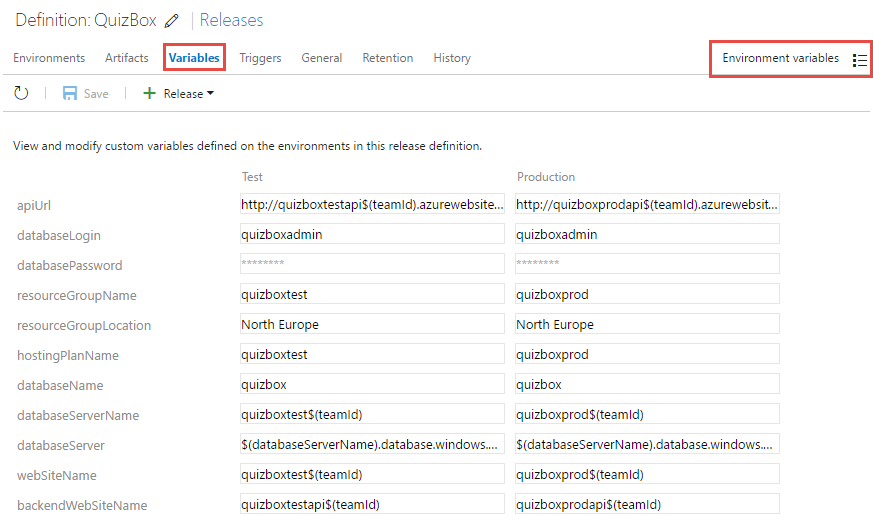 Definition: QuizBox | Releases
Environments Artifacts Variables Triggers General Retention History Environment variables
Save + Release
View and modify custom variables defined on the environments in this release definition.
Test Production
apiUrl http://quizboxtestapi$(teamId).azurewebsite... http://quizboxprodapi$(teamId).azurewebsit...
databaseLogin quizboxadmin quizboxadmin
databasePassword ******** ********
resourceGroupName quizboxtest quizboxprod
resourceGroupLocation North Europe North Europe
hostingPlanName quizboxtest quizboxprod
databaseName quizbox quizbox
databaseServerName quizboxtest$(teamId) quizboxprod$(teamId)
databaseServer $(databaseServerName).database.windows.... $(databaseServerName).database.windows....
webSiteName quizboxtest$(teamId) quizboxprod$(teamId)
backendWebSiteName quizboxtestapi$(teamId) quizboxprodapi$(teamId)